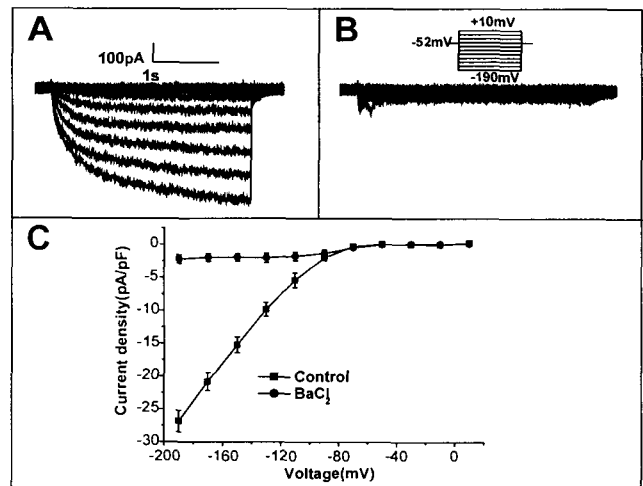 A
100pA
1s
B
+10mV
-52mV
-190mV
C
Current density(pA/pF)
0
-5
-10
-15
-20
-25
-30
Control
BaCl2
-200
-160
-120
-80
-40
0
Voltage(mV)